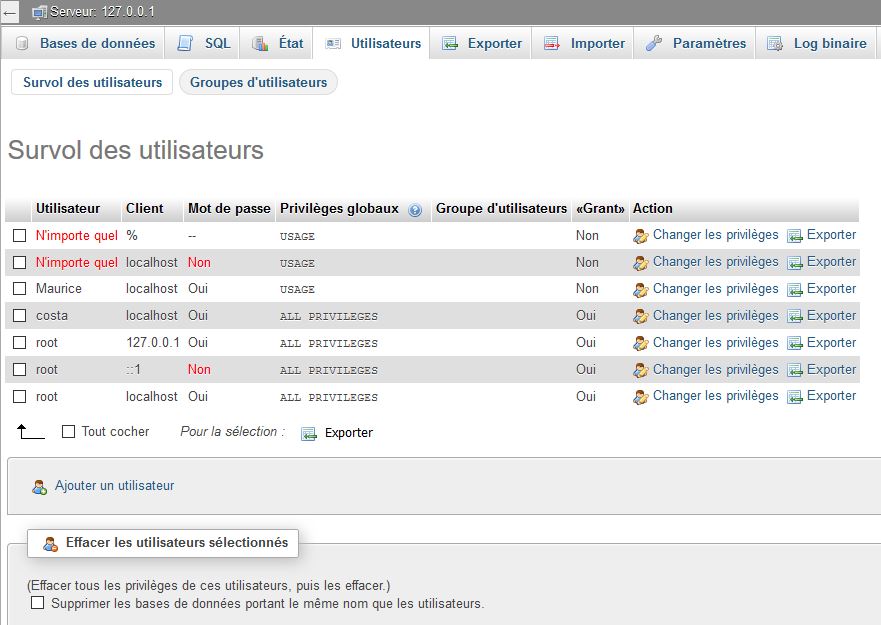 Serveur: 127.0.0.1
Bases de données SQL État Utilisateurs Exporter Importer Paramètres Log binaire
Survol des utilisateurs Groupes d'utilisateurs
Survol des utilisateurs
Utilisateur Client Mot de passe Privilèges globaux Groupe d'utilisateurs «Grant» Action
N'importe quel % -- USAGE Non Changer les privilèges Exporter
N'importe quel localhost Non USAGE Non Changer les privilèges Exporter
Maurice localhost Oui USAGE Non Changer les privilèges Exporter
costa localhost Oui ALL PRIVILEGES Oui Changer les privilèges Exporter
root 127.0.0.1 Oui ALL PRIVILEGES Oui Changer les privilèges Exporter
root ::1 Non ALL PRIVILEGES Oui Changer les privilèges Exporter
root localhost Oui ALL PRIVILEGES Oui Changer les privilèges Exporter
Tout cocher Pour la sélection : Exporter
Ajouter un utilisateur
Effacer les utilisateurs sélectionnés
(Effacer tous les privilèges de ces utilisateurs, puis les effacer.)
Supprimer les bases de données portant le même nom que les utilisateurs.